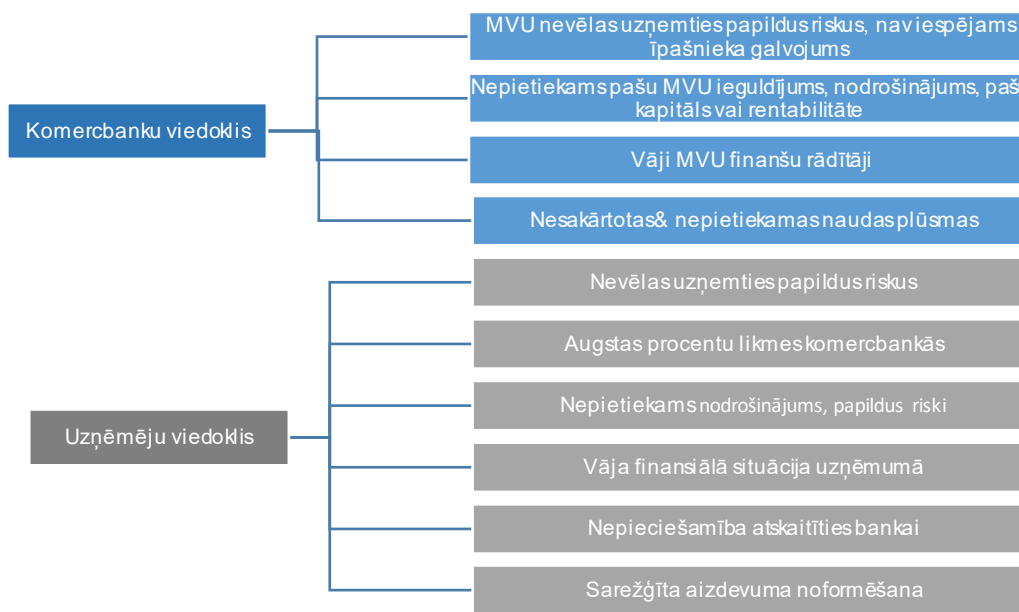 MVU nevēlas uzņemties papildus riskus, nav iespējams
īpašnieka galvojums
Nepietiekams pašu MVU ieguldījums, nodrošinājums, paš
kapitāls vai rentabilitāte
Komercbanku viedoklis
Vāji MVU finanšu rādītāji
Nesakārtotas& nepietiekamas naudas plūsmas
Nevēlas uzņemties papildus riskus
Augstas procentu likmes komercbankās
Nepietiekams nodrošinājums, papildus riski
Uzņēmēju viedoklis
Vāja finansiālā situācija uzņēmumā
Nepieciešamība atskaitīties bankai
Sarežģīta aizdevuma noformēšana